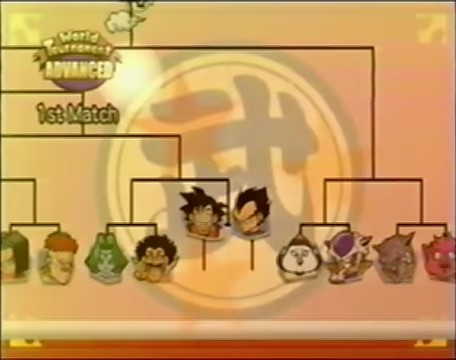 World
Tournament
ADVANCED
1st Match
武